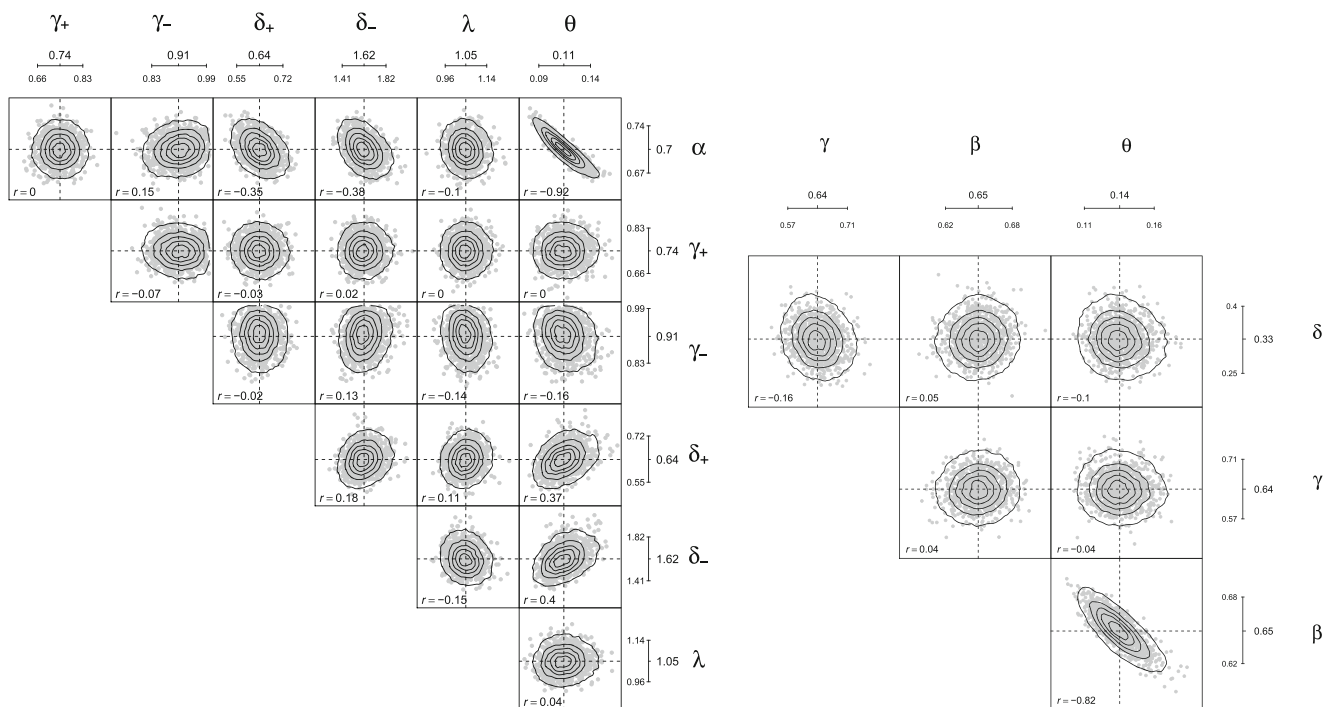 γ+ γ− δ+ δ− λ θ
0.74 0.91 0.64 1.62 1.05 0.11
0.66 0.83 0.83 0.99 0.55 0.72 1.41 1.82 0.96 1.14 0.09 0.14
0.74
0.7 α
0.67
r = 0 r = −0.15 r = −0.35 r = −0.38 r = −0.1 r = −0.92
0.83
0.74 γ+
0.66
r = −0.07 r = −0.03 r = 0.02 r = 0 r = 0
0.99
0.91 γ−
0.83
r = −0.02 r = 0.13 r = −0.14 r = −0.16
0.72
0.64 δ+
0.55
r = 0.18 r = 0.11 r = 0.37
1.82
1.62 δ−
1.41
r = −0.15 r = 0.4
1.14
1.05 λ
0.96
r = 0.04
γ β θ
0.64 0.65 0.14
0.57 0.71 0.62 0.68 0.11 0.16
0.4
0.33 δ
0.25
r = −0.16 r = 0.05 r = −0.1
0.71
0.64 γ
0.57
r = 0.04 r = −0.04
0.68
0.65 β
0.62
r = −0.82